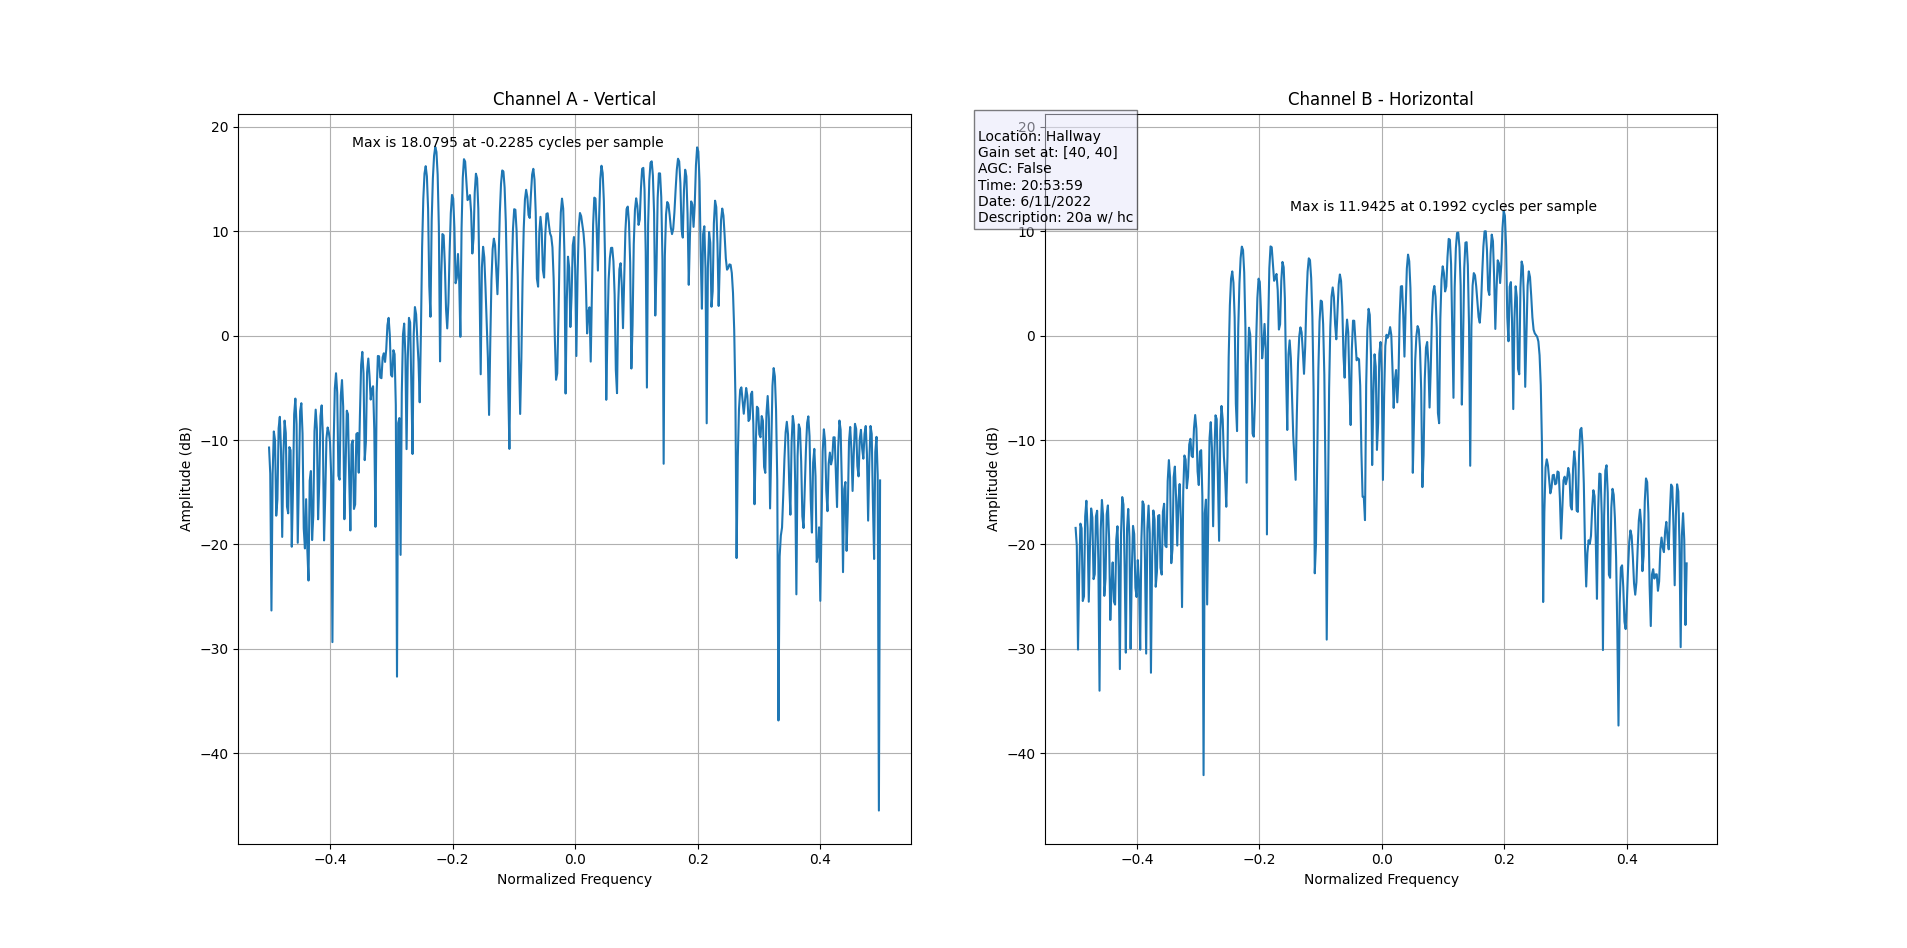 Channel A - Vertical
Max is 18.0795 at -0.2285 cycles per sample
20
10
0
−10
−20
−30
−40
Amplitude (dB)
−0.4 −0.2 0.0 0.2 0.4
Normalized Frequency
Channel B - Horizontal
Location: Hallway
Gain set at: [40, 40]
AGC: False
Time: 20:53:59
Date: 6/11/2022
Description: 20a w/ hc
Max is 11.9425 at 0.1992 cycles per sample
20
10
0
−10
−20
−30
−40
Amplitude (dB)
−0.4 −0.2 0.0 0.2 0.4
Normalized Frequency